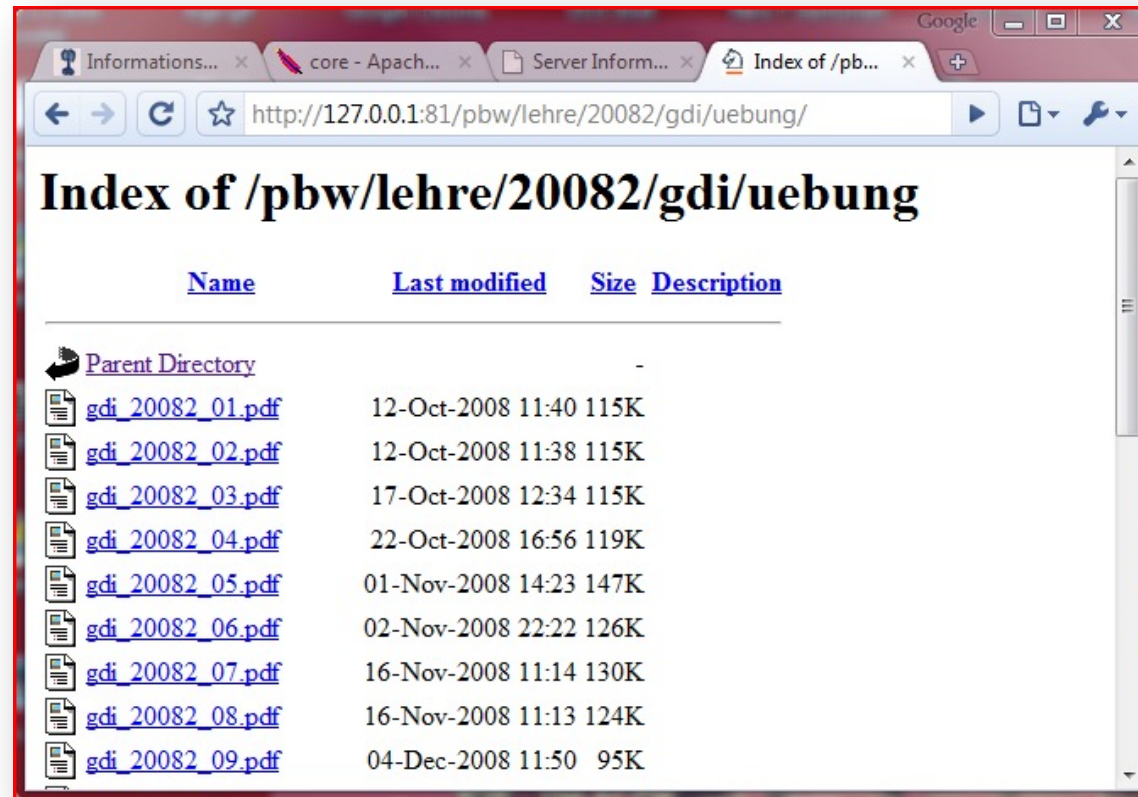 Google
Informations... core - Apach... Server Inform... Index of /pb...
http://127.0.0.1:81/pbw/lehre/20082/gdi/uebung/
Index of /pbw/lehre/20082/gdi/uebung
Name Last modified Size Description
Parent Directory -
gdi_20082_01.pdf 12-Oct-2008 11:40 115K
gdi_20082_02.pdf 12-Oct-2008 11:38 115K
gdi_20082_03.pdf 17-Oct-2008 12:34 115K
gdi_20082_04.pdf 22-Oct-2008 16:56 119K
gdi_20082_05.pdf 01-Nov-2008 14:23 147K
gdi_20082_06.pdf 02-Nov-2008 22:22 126K
gdi_20082_07.pdf 16-Nov-2008 11:14 130K
gdi_20082_08.pdf 16-Nov-2008 11:13 124K
gdi_20082_09.pdf 04-Dec-2008 11:50 95K